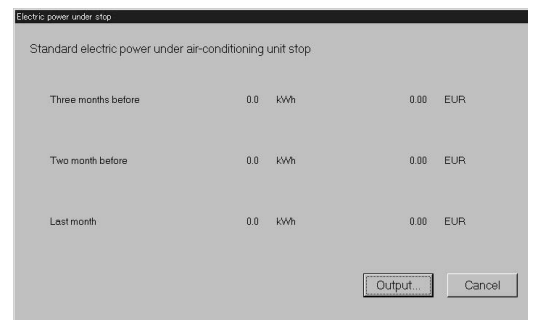 Electric power under stop
Standard electric power under air-conditioning unit stop
Three months before 0.0 kWh 0.00 EUR
Two month before 0.0 kWh 0.00 EUR
Last month 0.0 kWh 0.00 EUR
Output... Cancel